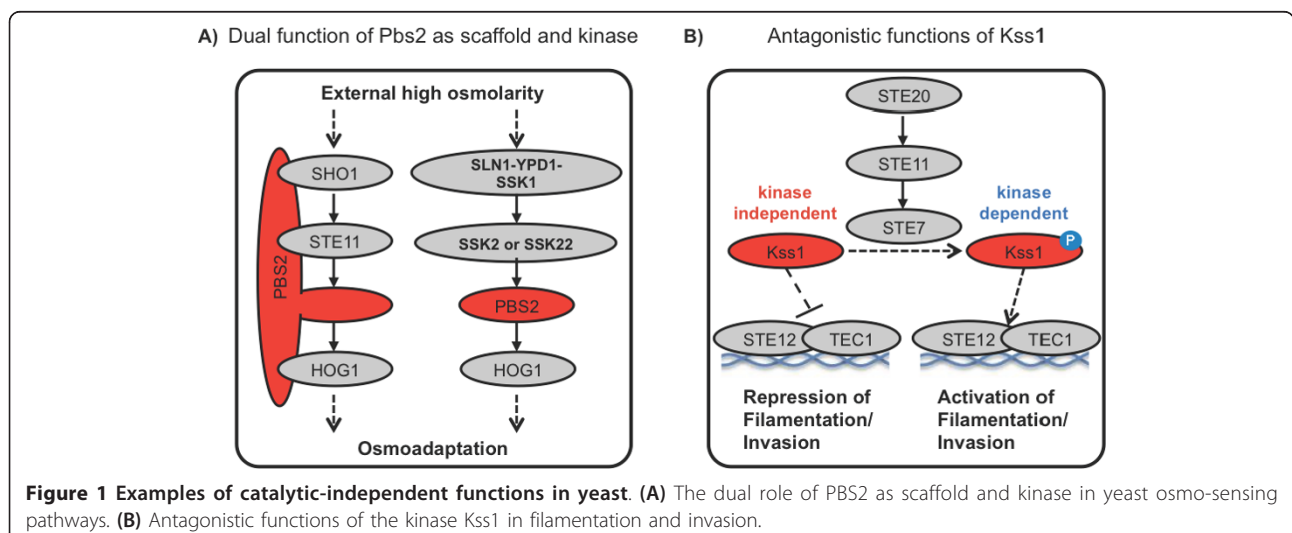 A) Dual function of Pbs2 as scaffold and kinase
External high osmolarity
SHO1
SLN1-YPD1-
SSK1
STE11
SSK2 or SSK22
PBS2
PBS2
HOG1
HOG1
Osmoadaptation
B) Antagonistic functions of Kss1
STE20
STE11
kinase
independent
kinase
dependent
STE7
Kss1
Kss1
P
STE12
TEC1
STE12
TEC1
Repression of
Filamentation/
Invasion
Activation of
Filamentation/
Invasion
Figure 1 Examples of catalytic-independent functions in yeast. (A) The dual role of PBS2 as scaffold and kinase in yeast osmo-sensing
pathways. (B) Antagonistic functions of the kinase Kss1 in filamentation and invasion.